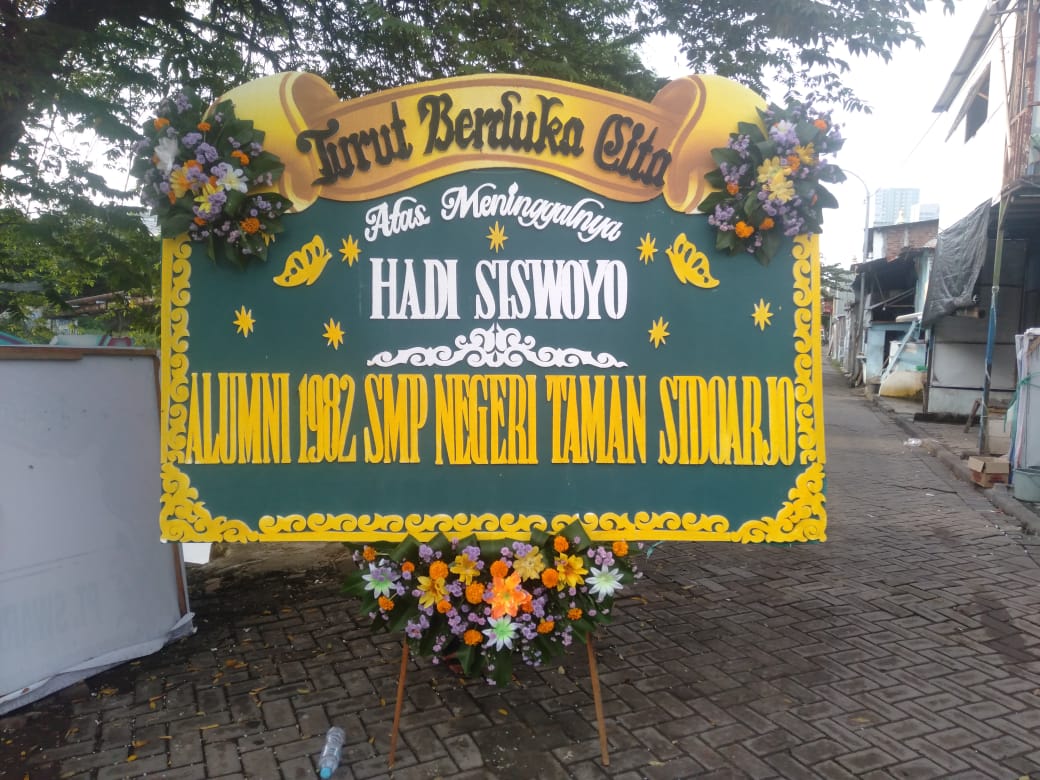 Turut Berduka Cita
Atas Meninggalnya
HADI SISWOYO
ALUMNI 1982 SMP NEGERI TAMAN SIDOARJO